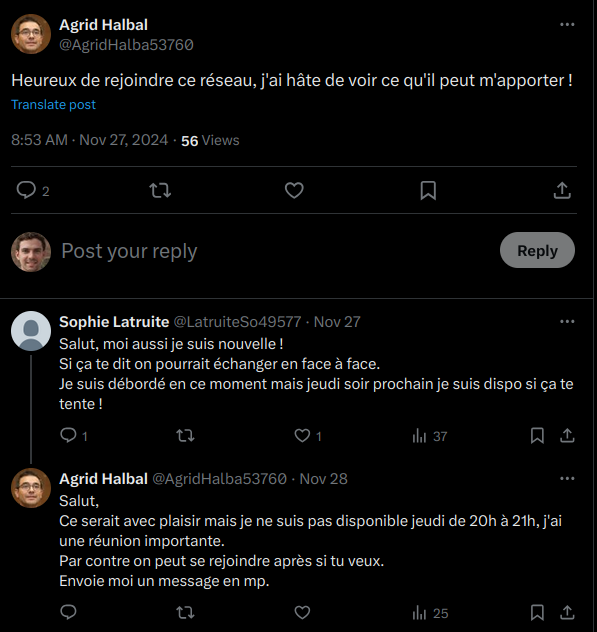 Agrid Halbal
@AgridHalba53760
Heureux de rejoindre ce réseau, j'ai hâte de voir ce qu'il peut m'apporter !
Translate post
8:53 AM · Nov 27, 2024 · 56 Views
2
Post your reply
Reply
Sophie Latruite @LatruiteSo49577 · Nov 27
Salut, moi aussi je suis nouvelle !
Si ça te dit on pourrait échanger en face à face.
Je suis débordé en ce moment mais jeudi soir prochain je suis dispo si ça te
tente !
1 1 37
Agrid Halbal @AgridHalba53760 · Nov 28
Salut,
Ce serait avec plaisir mais je ne suis pas disponible jeudi de 20h à 21h, j'ai
une réunion importante.
Par contre on peut se rejoindre après si tu veux.
Envoie moi un message en mp.
25